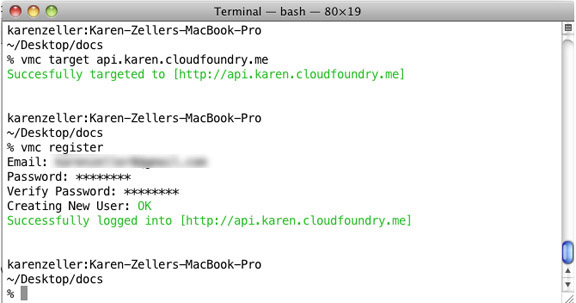 Terminal — bash — 80×19
karenzeller:Karen-Zellers-MacBook-Pro
~/Desktop/docs
% vmc target api.karen.cloudfoundry.me
Succesfully targeted to [http://api.karen.cloudfoundry.me]
karenzeller:Karen-Zellers-MacBook-Pro
~/Desktop/docs
% vmc register
Email:
Password: ********
Verify Password: ********
Creating New User: OK
Successfully logged into [http://api.karen.cloudfoundry.me]
karenzeller:Karen-Zellers-MacBook-Pro
~/Desktop/docs
%